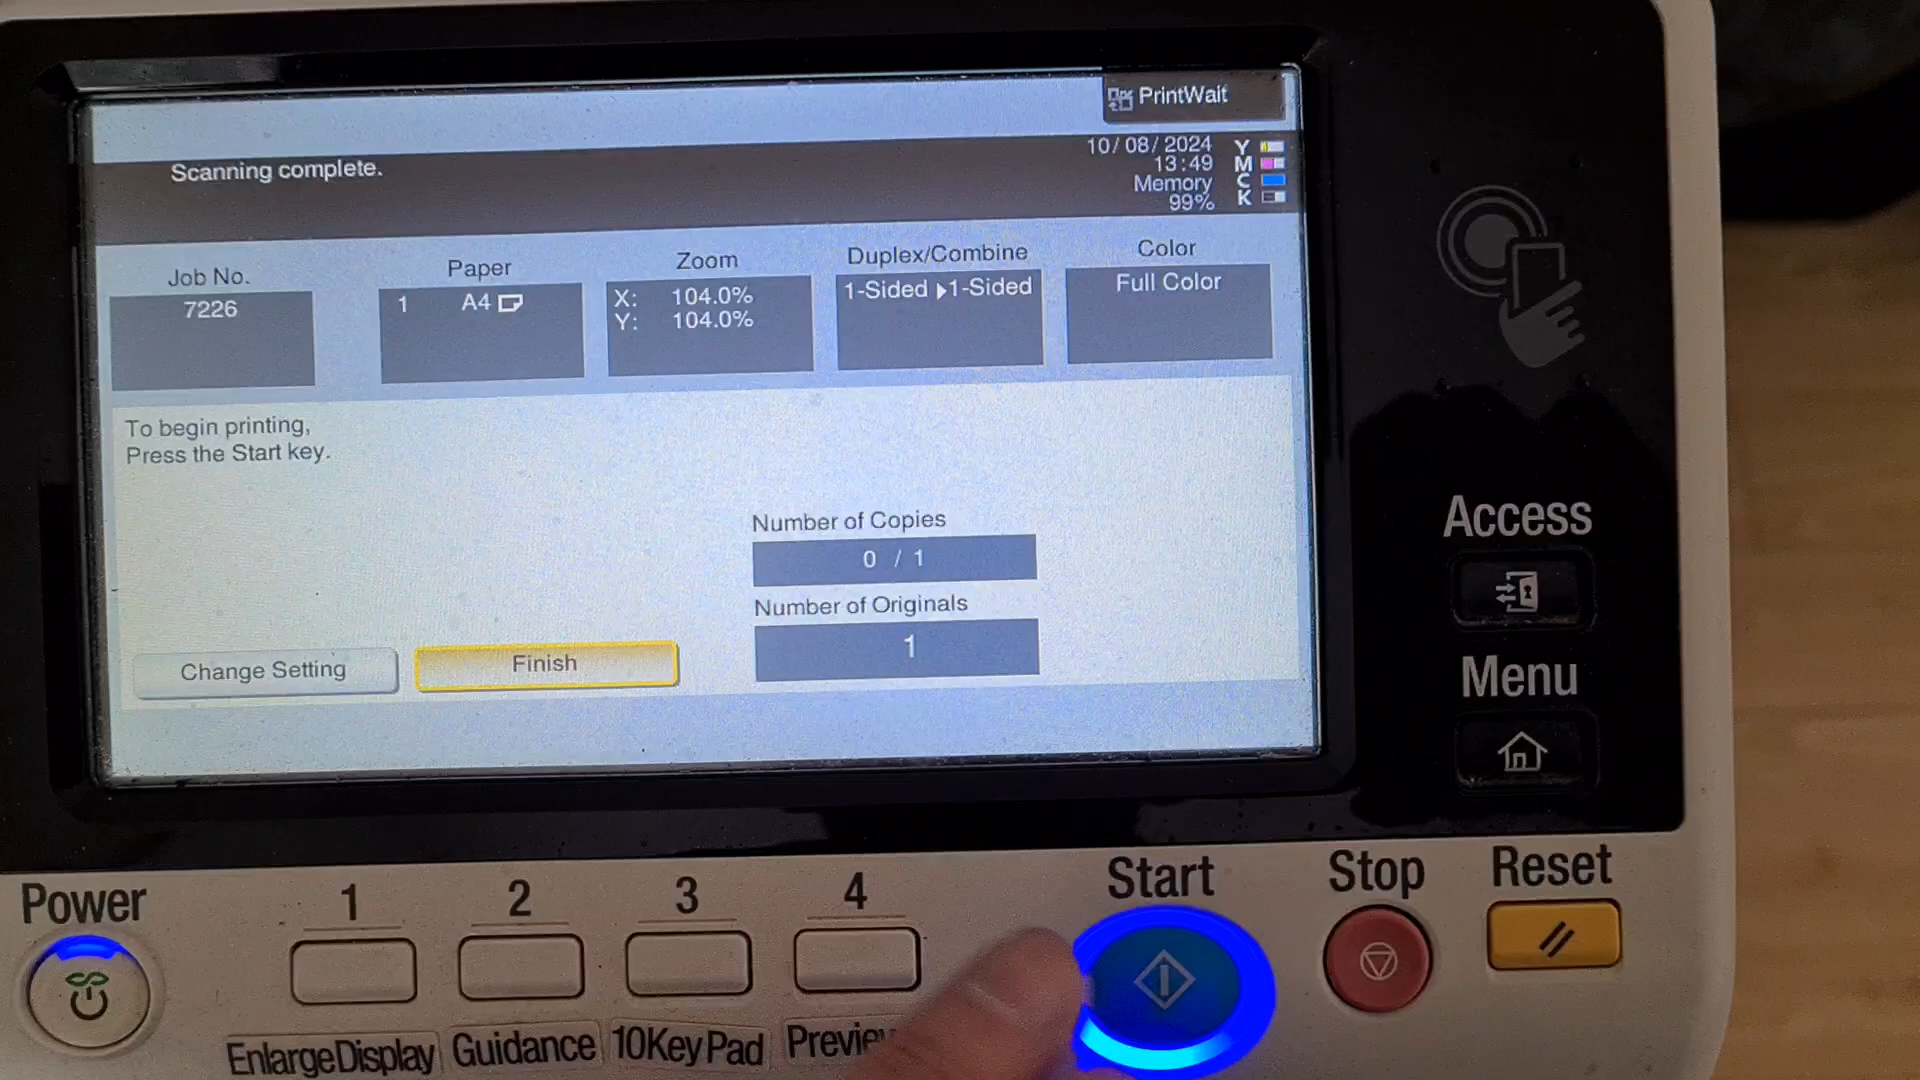 PrintWait
Scanning complete.
10/08/2024
13:49
Memory
99%
Y
M
C
K
Job No.
7226
Paper
1 A4
Zoom
X: 104.0%
Y: 104.0%
Duplex/Combine
1-Sided ▶1-Sided
Color
Full Color
To begin printing,
Press the Start key.
Number of Copies
0 / 1
Number of Originals
1
Change Setting
Finish
Access
Menu
Power
1
2
3
4
Start
Stop
Reset
EnlargeDisplay
Guidance
10KeyPad